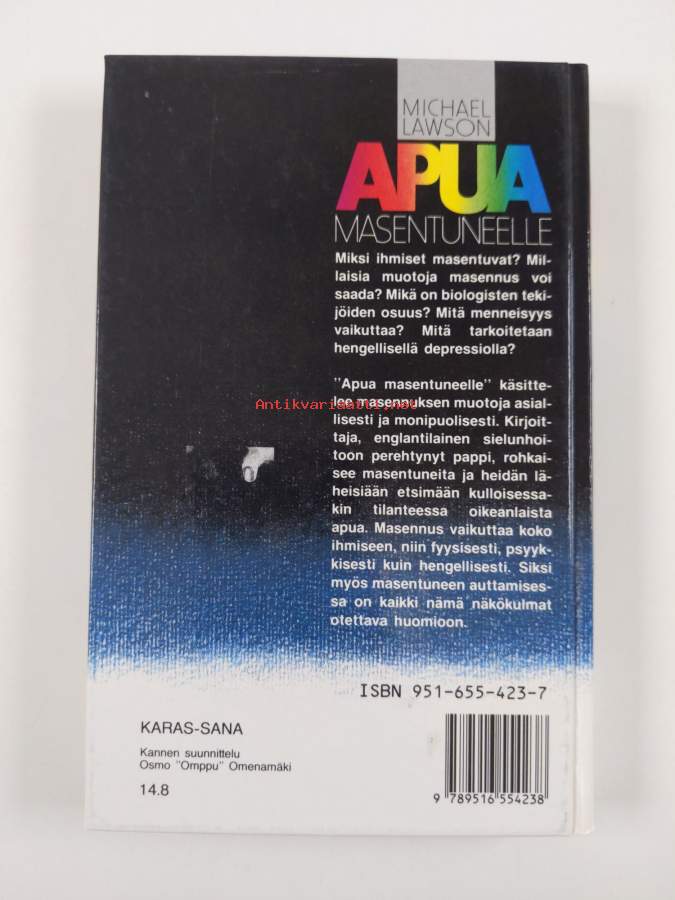 MICHAEL
LAWSON
APUA
MASENTUNEELLE
Miksi ihmiset masentuvat? Mil-
laisia muotoja masennus voi
saada? Mikä on biologisten teki-
jöiden osuus? Mitä menneisyys
vaikuttaa? Mitä tarkoitetaan
hengellisellä depressiolla?
"Apua masentuneelle" käsitte-
lee masennuksen muotoja asial-
Antikvariaatti.net
lisesti ja monipuolisesti. Kirjoit-
taja, englantilainen sielunhoi-
toon perehtynyt pappi, rohkai-
see masentuneita ja heidän lä-
heisiään etsimään kulloisessa-
kin tilanteessa oikeanlaista
apua. Masennus vaikuttaa koko
ihmiseen, niin fyysisesti, psyyk-
kisesti kuin hengellisesti. Siksi
myös masentuneen auttamises-
sa on kaikki nämä näkökulmat
otettava huomioon.
ISBN 951-655-423-7
KARAS-SANA
Kannen suunnittelu
Osmo "Omppu" Omenamäki
14.8
9 789516 554238